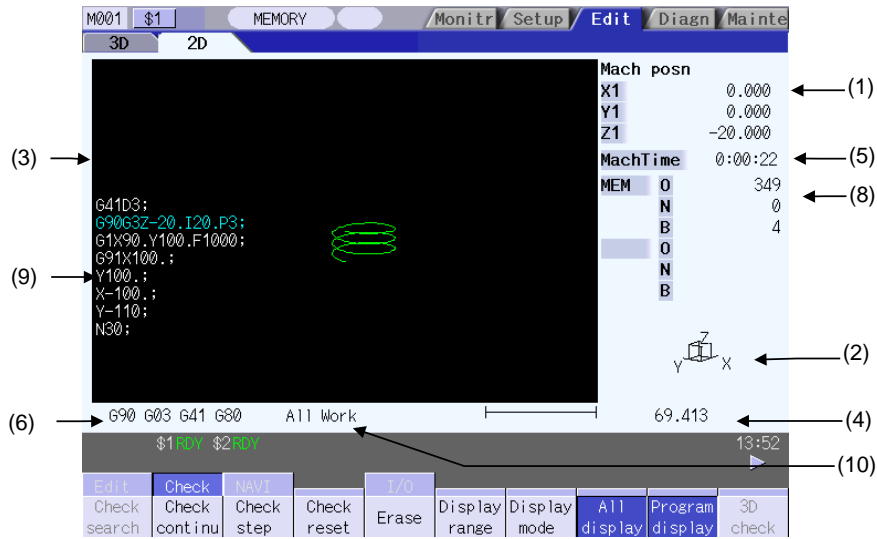 M001 $1 MEMORY Monitr Setup Edit Diagn Mainte
3D 2D
Mach posn
X1 0.000 (1)
Y1 0.000
Z1 -20.000
(3)
MachTime 0:00:22 (5)
MEM O 349 (8)
N 0
B 4
O
N
B
G41D3;
G90G3Z-20.I20.P3;
G1X90.Y100.F1000;
G91X100.;
(9) Y100.;
X-100.;
Y-110;
N30;
Z
Y X (2)
(6) G90 G03 G41 G80 All Work 69.413 (4)
$1 RDY $2 RDY 13:52
(10)
Edit Check NAVI I/O
Check search
Check continu
Check step
Check reset
Erase
Display range
Display mode
All display
Program display
3D check